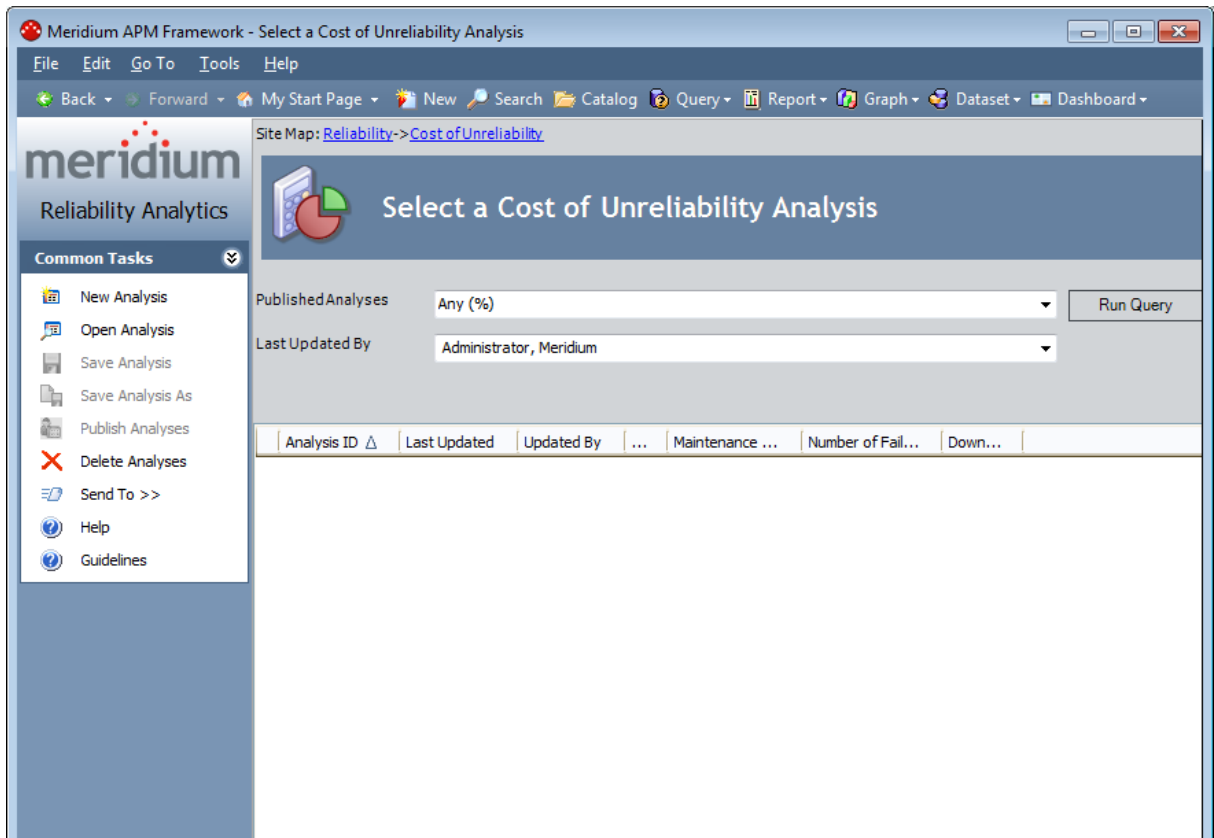 Meridium APM Framework - Select a Cost of Unreliability Analysis
File Edit Go To Tools Help
Back Forward My Start Page New Search Catalog Query Report Graph Dataset Dashboard
meridium
Reliability Analytics
Common Tasks
New Analysis
Open Analysis
Save Analysis
Save Analysis As
Publish Analyses
Delete Analyses
Send To >>
Help
Guidelines
Site Map: Reliability->Cost of Unreliability
Select a Cost of Unreliability Analysis
Published Analyses Any (%) Run Query
Last Updated By Administrator, Meridium
Analysis ID Last Updated Updated By ... Maintenance ... Number of Fail... Down...